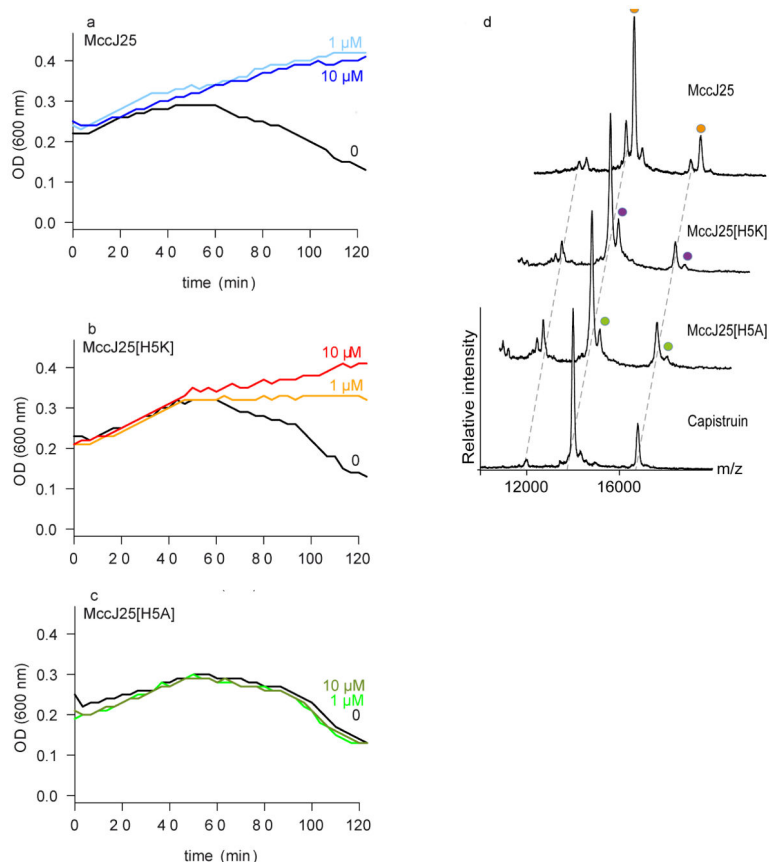 a
MccJ25
1 µM
10 µM
0
OD (600 nm)
0.4
0.3
0.2
0.1
0.0
0 20 40 60 80 100 120
time (min)
b
MccJ25[H5K]
10 µM
1 µM
0
OD (600 nm)
0.4
0.3
0.2
0.1
0.0
0 20 40 60 80 100 120
time (min)
c
MccJ25[H5A]
10 µM
1 µM
0
OD (600 nm)
0.4
0.3
0.2
0.1
0.0
0 20 40 60 80 100 120
time (min)
d
MccJ25
MccJ25[H5K]
MccJ25[H5A]
Capistruin
Relative intensity
m/z
12000 16000